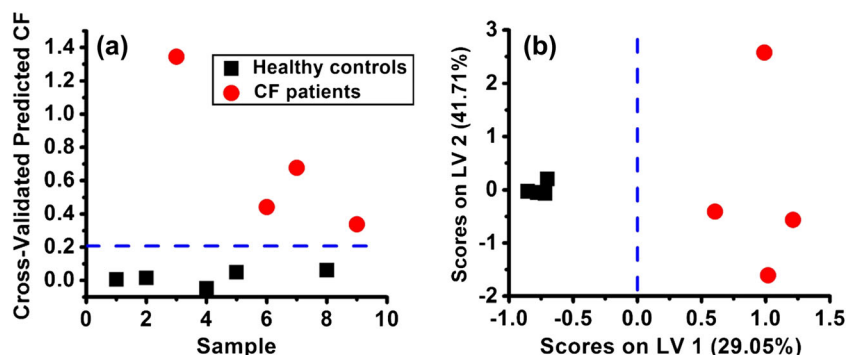 (a)
Healthy controls
CF patients
Cross-Validated Predicted CF
1.4
1.2
1.0
0.8
0.6
0.4
0.2
0.0
0 2 4 6 8 10
Sample
(b)
Scores on LV 2 (41.71%)
3
2
1
0
-1
-2
-1.0 -0.5 0.0 0.5 1.0 1.5
Scores on LV 1 (29.05%)